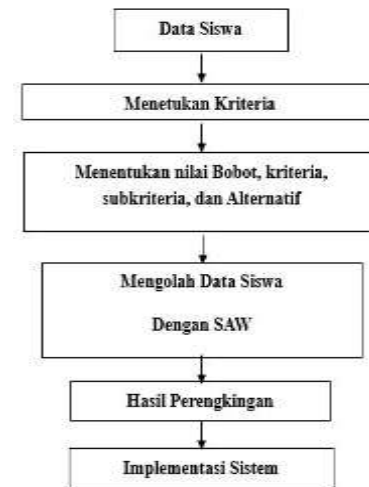 Data Siswa
Menetukan Kriteria
Menentukan nilai Bobot, kriteria,
subkriteria, dan Alternatif
Mengolah Data Siswa
Dengan SAW
Hasil Perengkingan
Implementasi Sistem